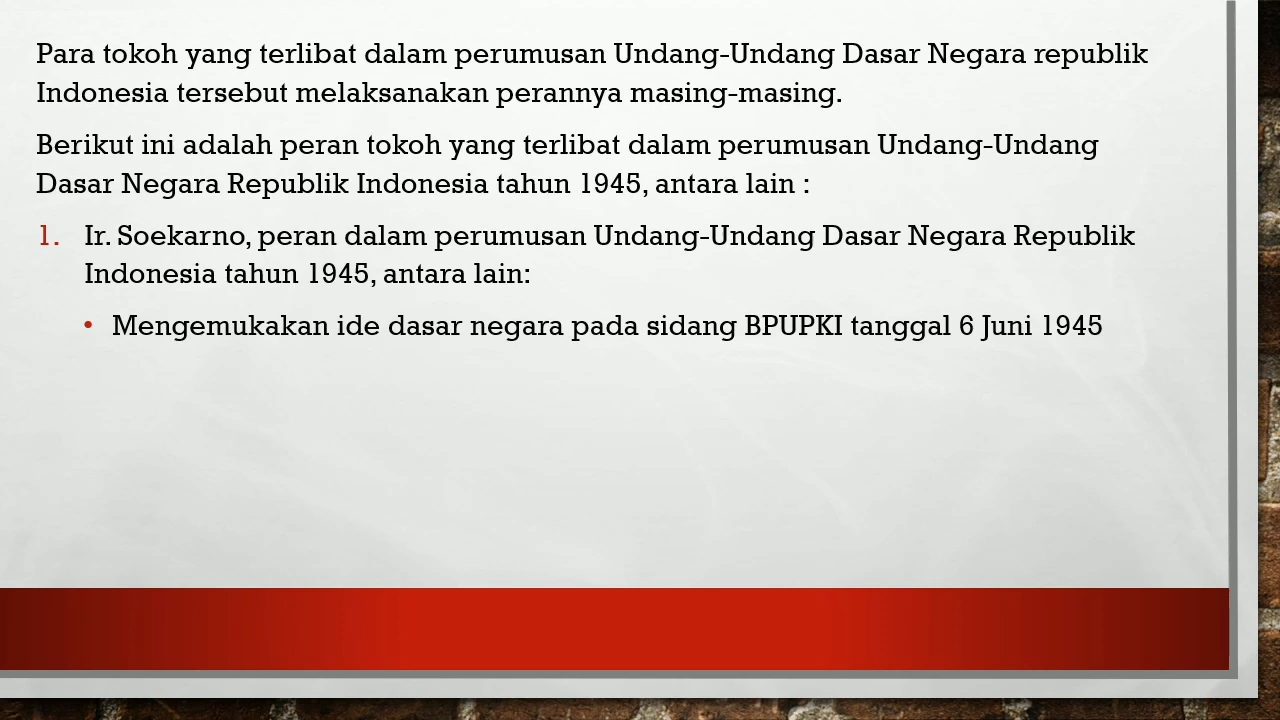 Para tokoh yang terlibat dalam perumusan Undang-Undang Dasar Negara republik
Indonesia tersebut melaksanakan perannya masing-masing.
Berikut ini adalah peran tokoh yang terlibat dalam perumusan Undang-Undang
Dasar Negara Republik Indonesia tahun 1945, antara lain :
1. Ir. Soekarno, peran dalam perumusan Undang-Undang Dasar Negara Republik
Indonesia tahun 1945, antara lain:
• Mengemukakan ide dasar negara pada sidang BPUPKI tanggal 6 Juni 1945